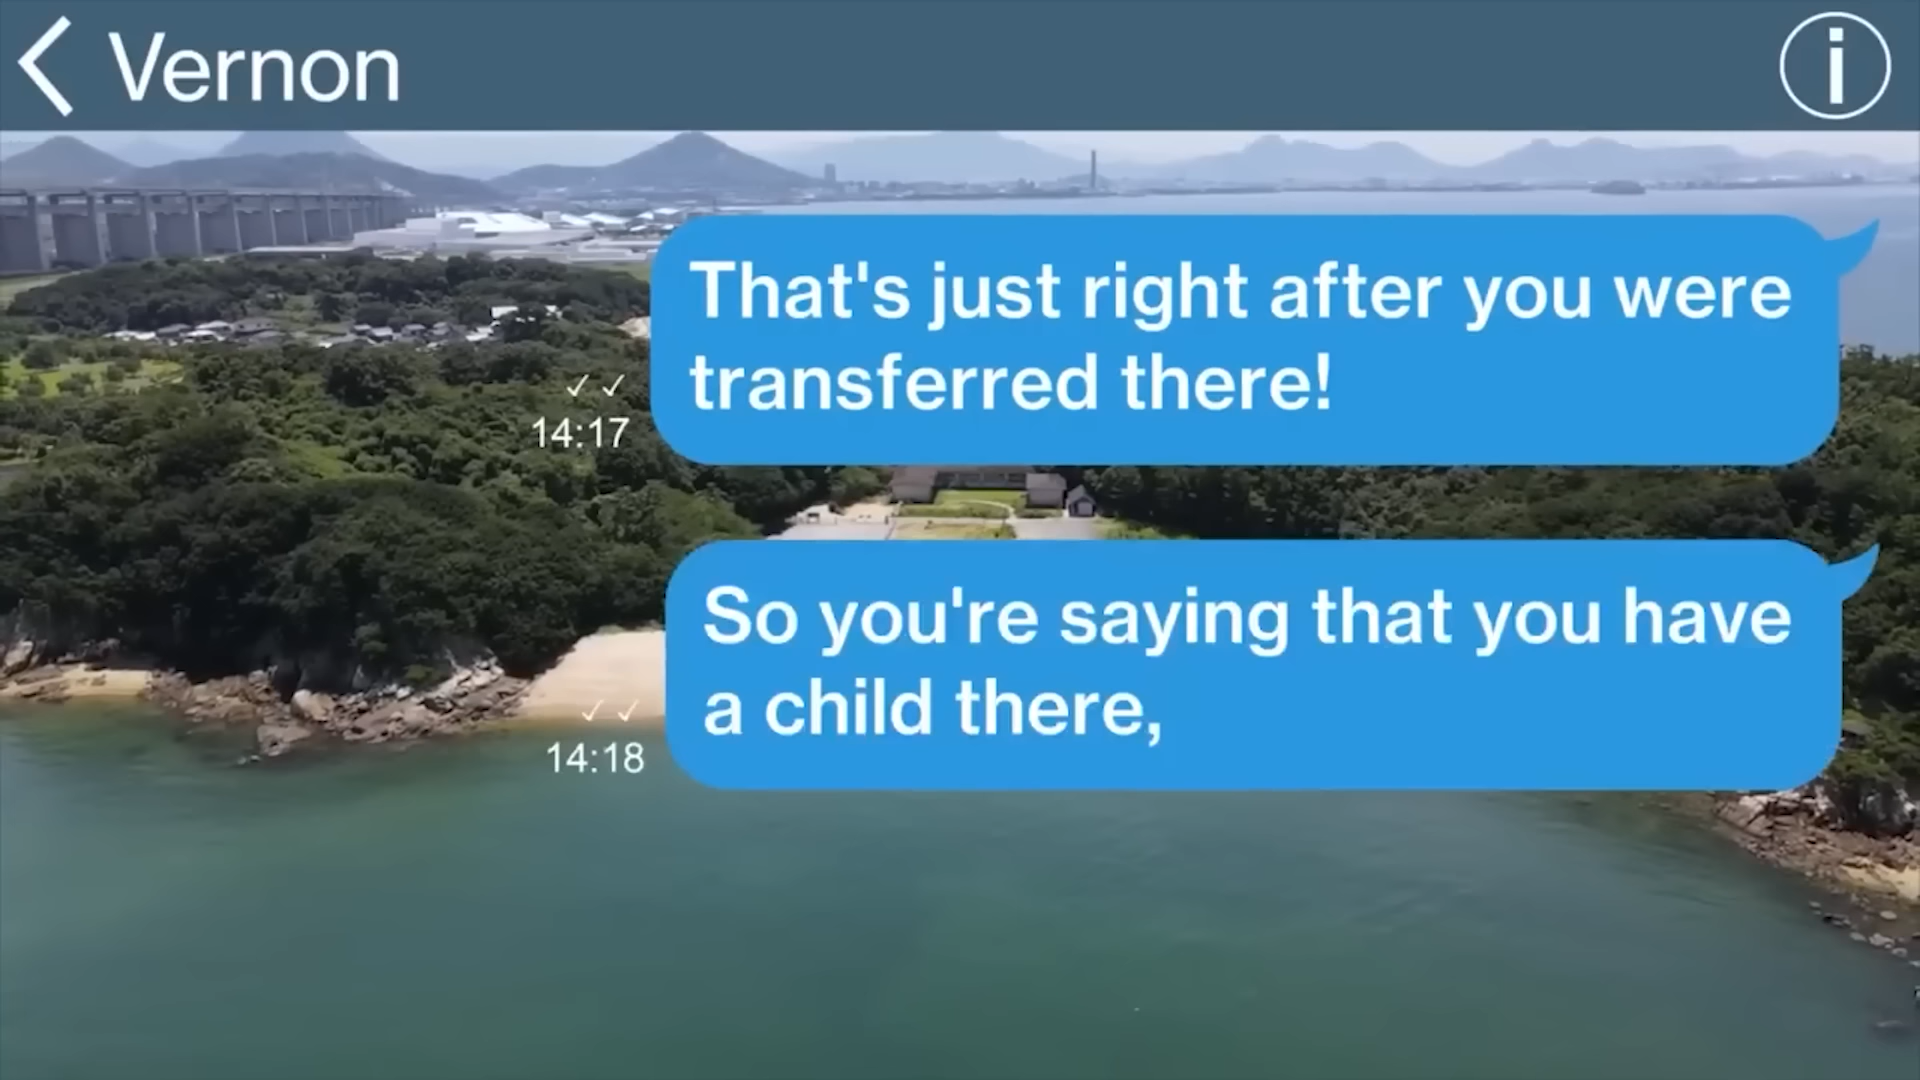 Vernon
That's just right after you were
transferred there!
14:17
So you're saying that you have
a child there,
14:18